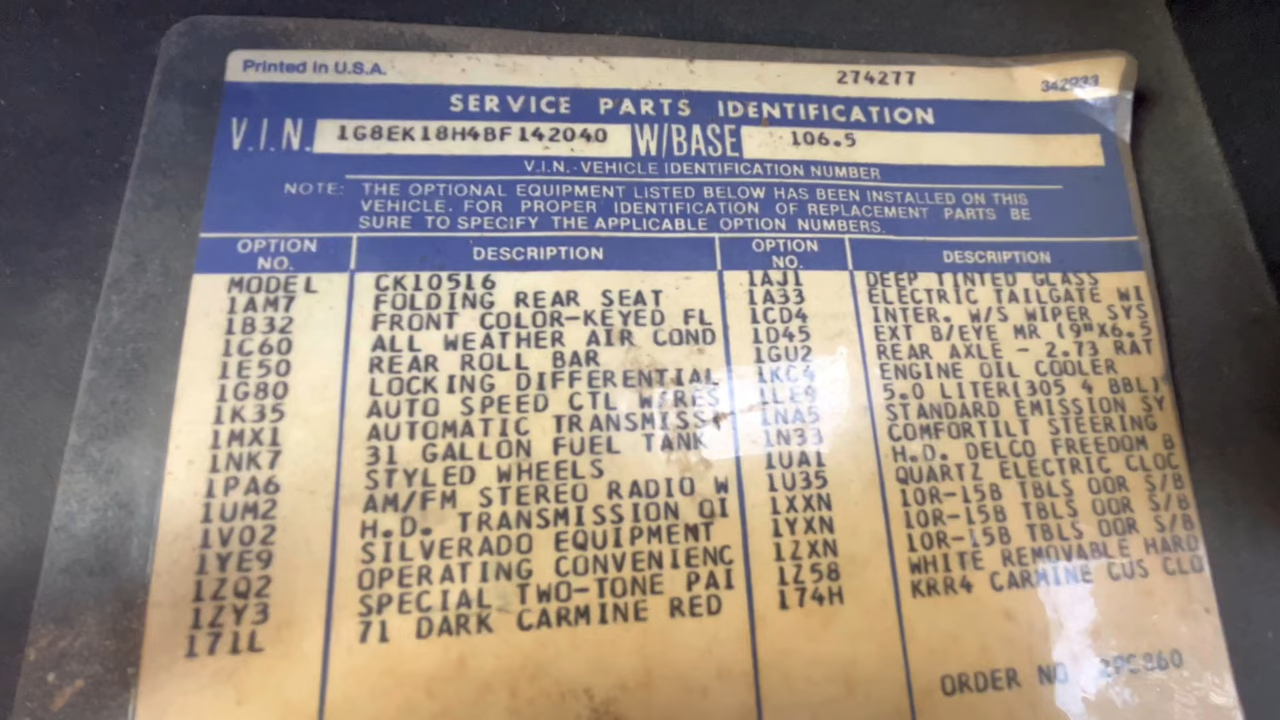 Printed in U.S.A. 274277 342933
SERVICE PARTS IDENTIFICATION
V.I.N. 1G8EK18H4BF142040 W/BASE 106.5
V.I.N.-VEHICLE IDENTIFICATION NUMBER
NOTE: THE OPTIONAL EQUIPMENT LISTED BELOW HAS BEEN INSTALLED ON THIS
VEHICLE. FOR PROPER IDENTIFICATION OF REPLACEMENT PARTS BE
SURE TO SPECIFY THE APPLICABLE OPTION NUMBERS.
OPTION NO. DESCRIPTION OPTION NO. DESCRIPTION
MODEL CK10516 1AJ1 DEEP TINTED GLASS
1AM7 FOLDING REAR SEAT 1A33 ELECTRIC TAILGATE WI
1B32 FRONT COLOR-KEYED FL 1CD4 INTER. W/S WIPER SYS
1C60 ALL WEATHER AIR COND 1D45 EXT B/EYE MR (9"X6.5
1E50 REAR ROLL BAR 1GU2 REAR AXLE - 2.73 RAT
1G80 LOCKING DIFFERENTIAL 1KC4 ENGINE OIL COOLER
1K35 AUTO SPEED CTL W/RES 1LE9 5.0 LITER(305 4 BBL)
1MX1 AUTOMATIC TRANSMISS 1NA5 STANDARD EMISSION SY
1NK7 31 GALLON FUEL TANK 1N33 COMFORTILT STEERING
1PA6 STYLED WHEELS 1UA1 H.D. DELCO FREEDOM B
1UM2 AM/FM STEREO RADIO W 1U35 QUARTZ ELECTRIC CLOC
1V02 H.D. TRANSMISSION OI 1XXN 10R-15B TBLS OOR S/B
1YE9 SILVERADO EQUIPMENT 1YXN 10R-15B TBLS OOR S/B
1ZQ2 OPERATING CONVENIENC 1ZXN 10R-15B TBLS OOR S/B
1ZY3 SPECIAL TWO-TONE PAI 1Z58 WHITE REMOVABLE HARD
171L 71 DARK CARMINE RED 174H KRR4 CARMINE CUS CLO
ORDER NO